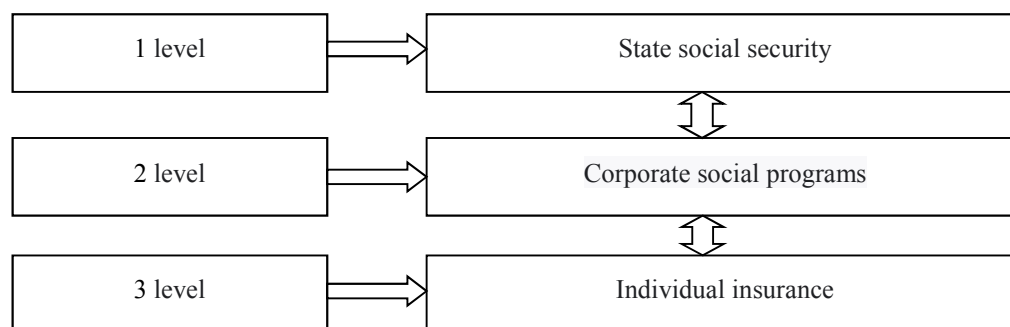 1 level
State social security
2 level
Corporate social programs
3 level
Individual insurance